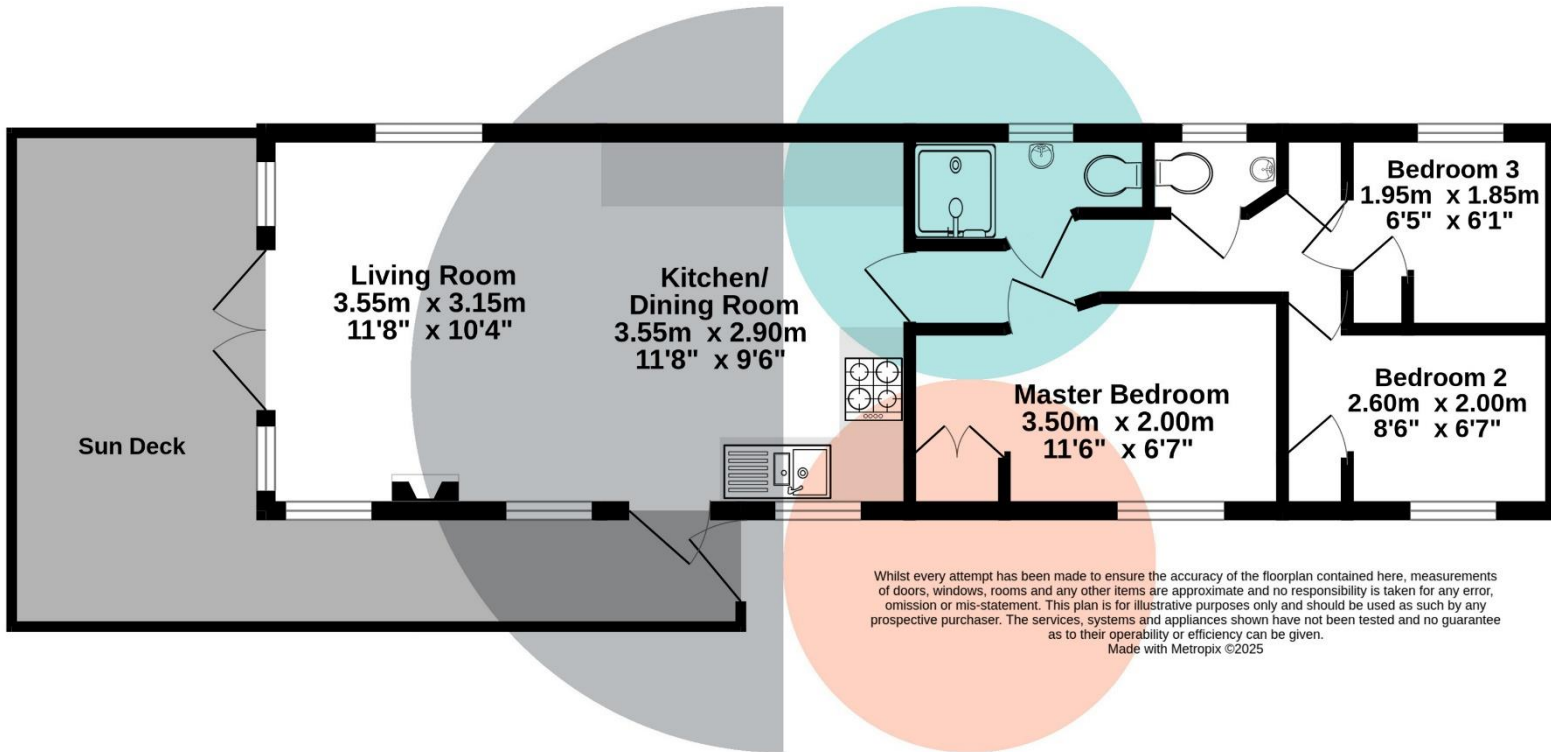 Living Room
3.55m x 3.15m
11'8" x 10'4"
Kitchen/
Dining Room
3.55m x 2.90m
11'8" x 9'6"
Bedroom 3
1.95m x 1.85m
6'5" x 6'1"
Sun Deck
Master Bedroom
3.50m x 2.00m
11'6" x 6'7"
Bedroom 2
2.60m x 2.00m
8'6" x 6'7"
Whilst every attempt has been made to ensure the accuracy of the floorplan contained here, measurements
of doors, windows, rooms and any other items are approximate and no responsibility is taken for any error,
omission or mis-statement. This plan is for illustrative purposes only and should be used as such by any
prospective purchaser. The services, systems and appliances shown have not been tested and no guarantee
as to their operability or efficiency can be given.
Made with Metropix ©2025